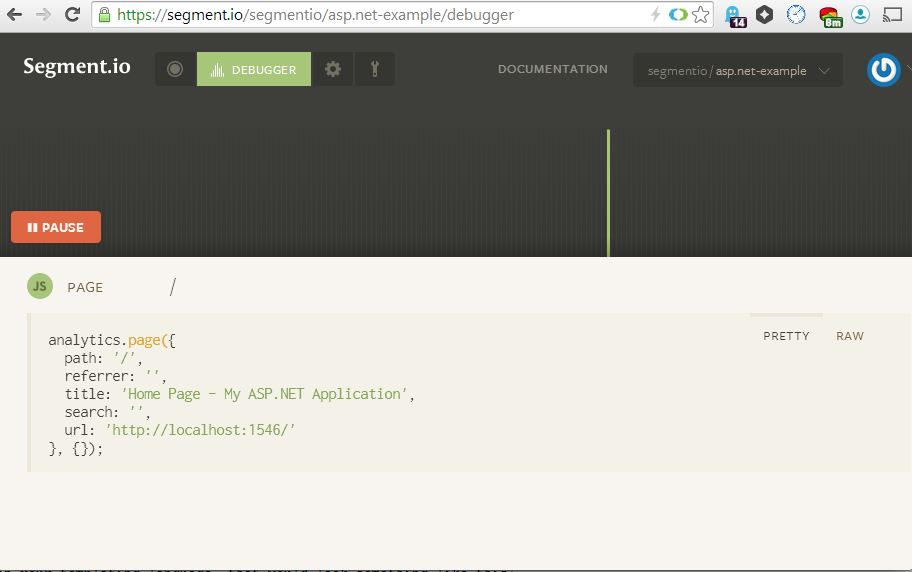 https://segment.io/segmentio/asp.net-example/debugger
14
8m
Segment.io
DEBUGGER
DOCUMENTATION
segmentio / asp.net-example
PAUSE
JS PAGE /
PRETTY RAW
analytics.page({
path: '/',
referrer: '',
title: 'Home Page - My ASP.NET Application',
search: '',
url: 'http://localhost:1546/'
}, {});